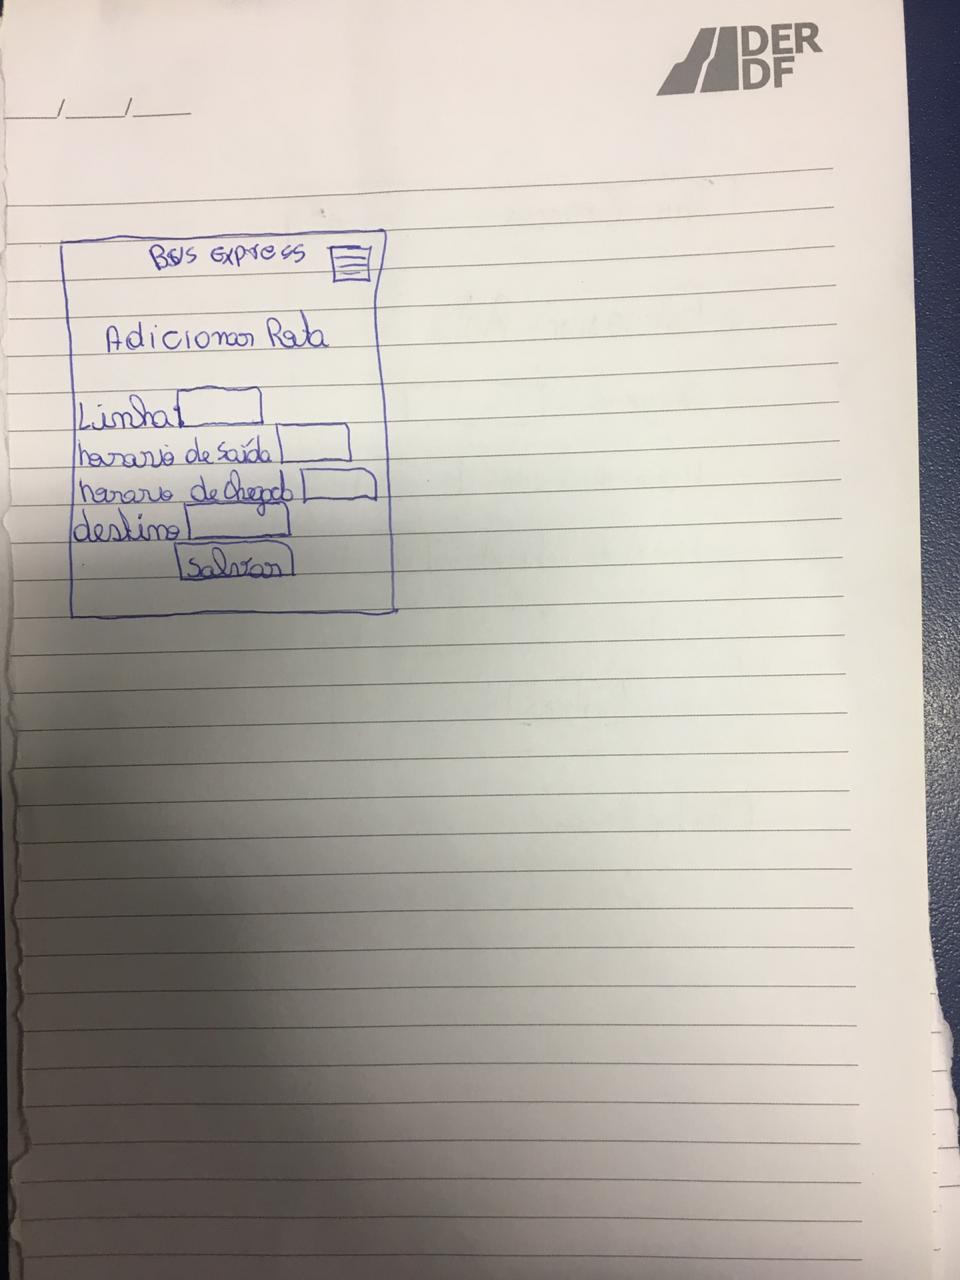 DER
DF
___/___/___
Bus express
Adicionar Rota
Linha:
horario de saída
horario de chegada
destino
Salvar